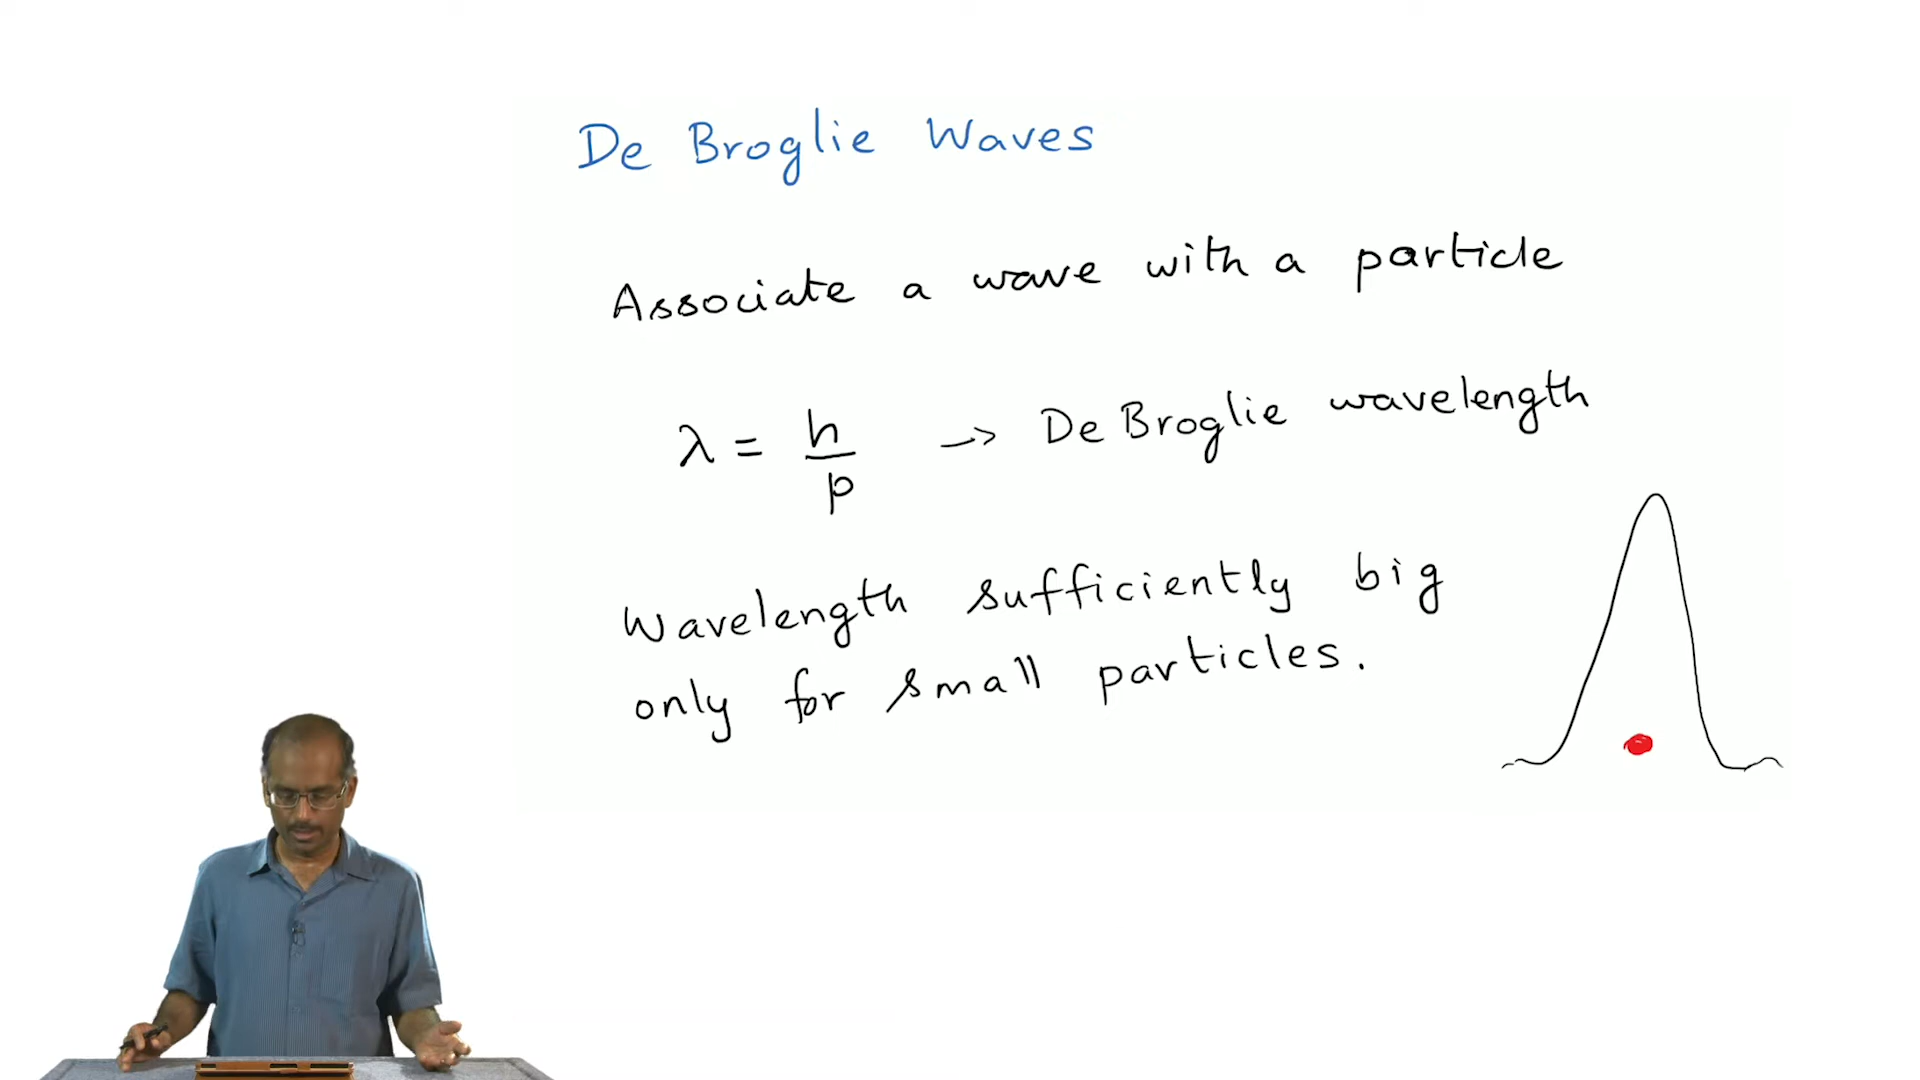 De Broglie Waves
Associate a wave with a particle
λ = h/p → De Broglie wavelength
Wavelength sufficiently big
only for small particles.